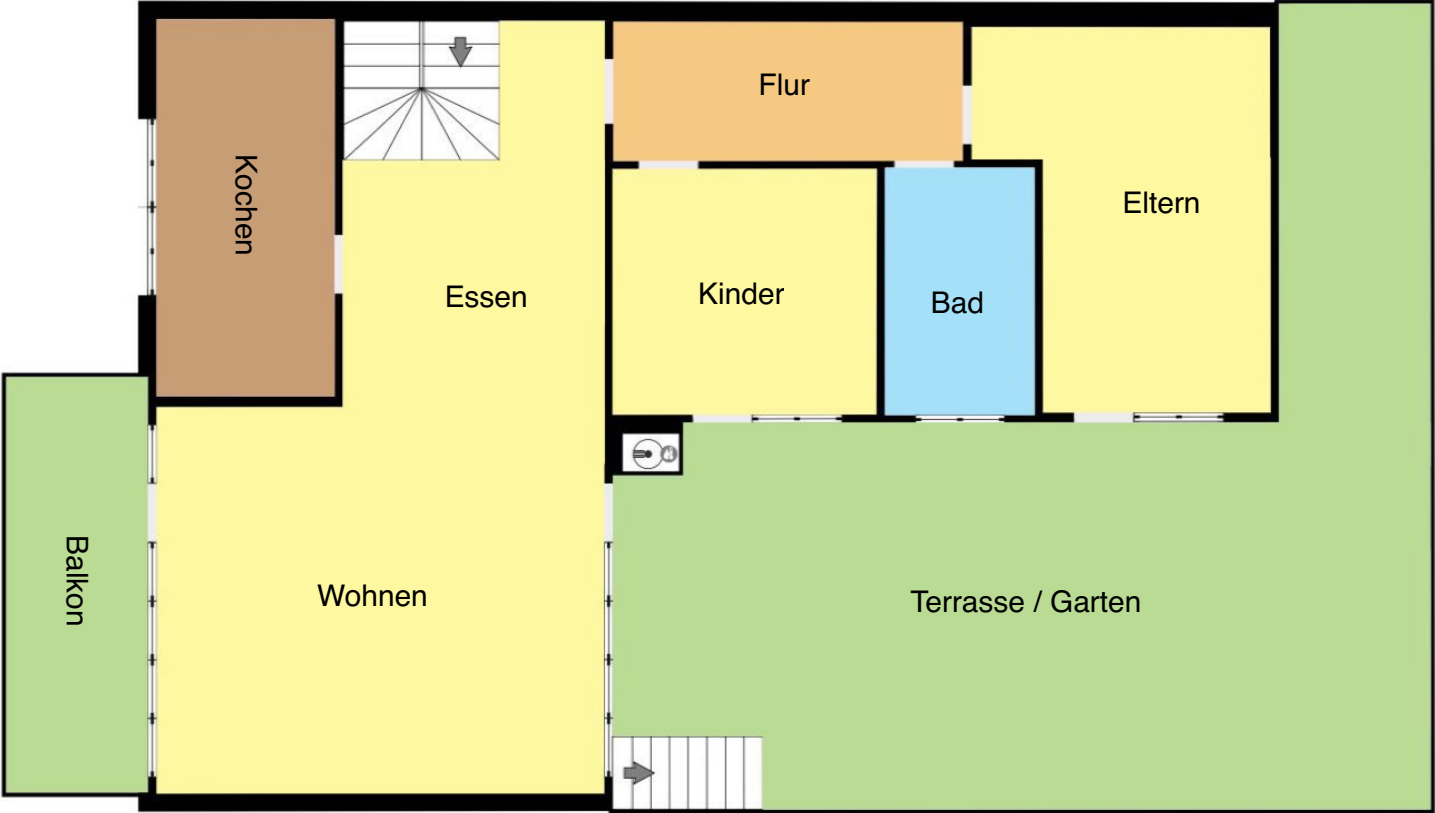 Flur
Kochen
Eltern
Essen
Kinder
Bad
Balkon
Wohnen
Terrasse / Garten